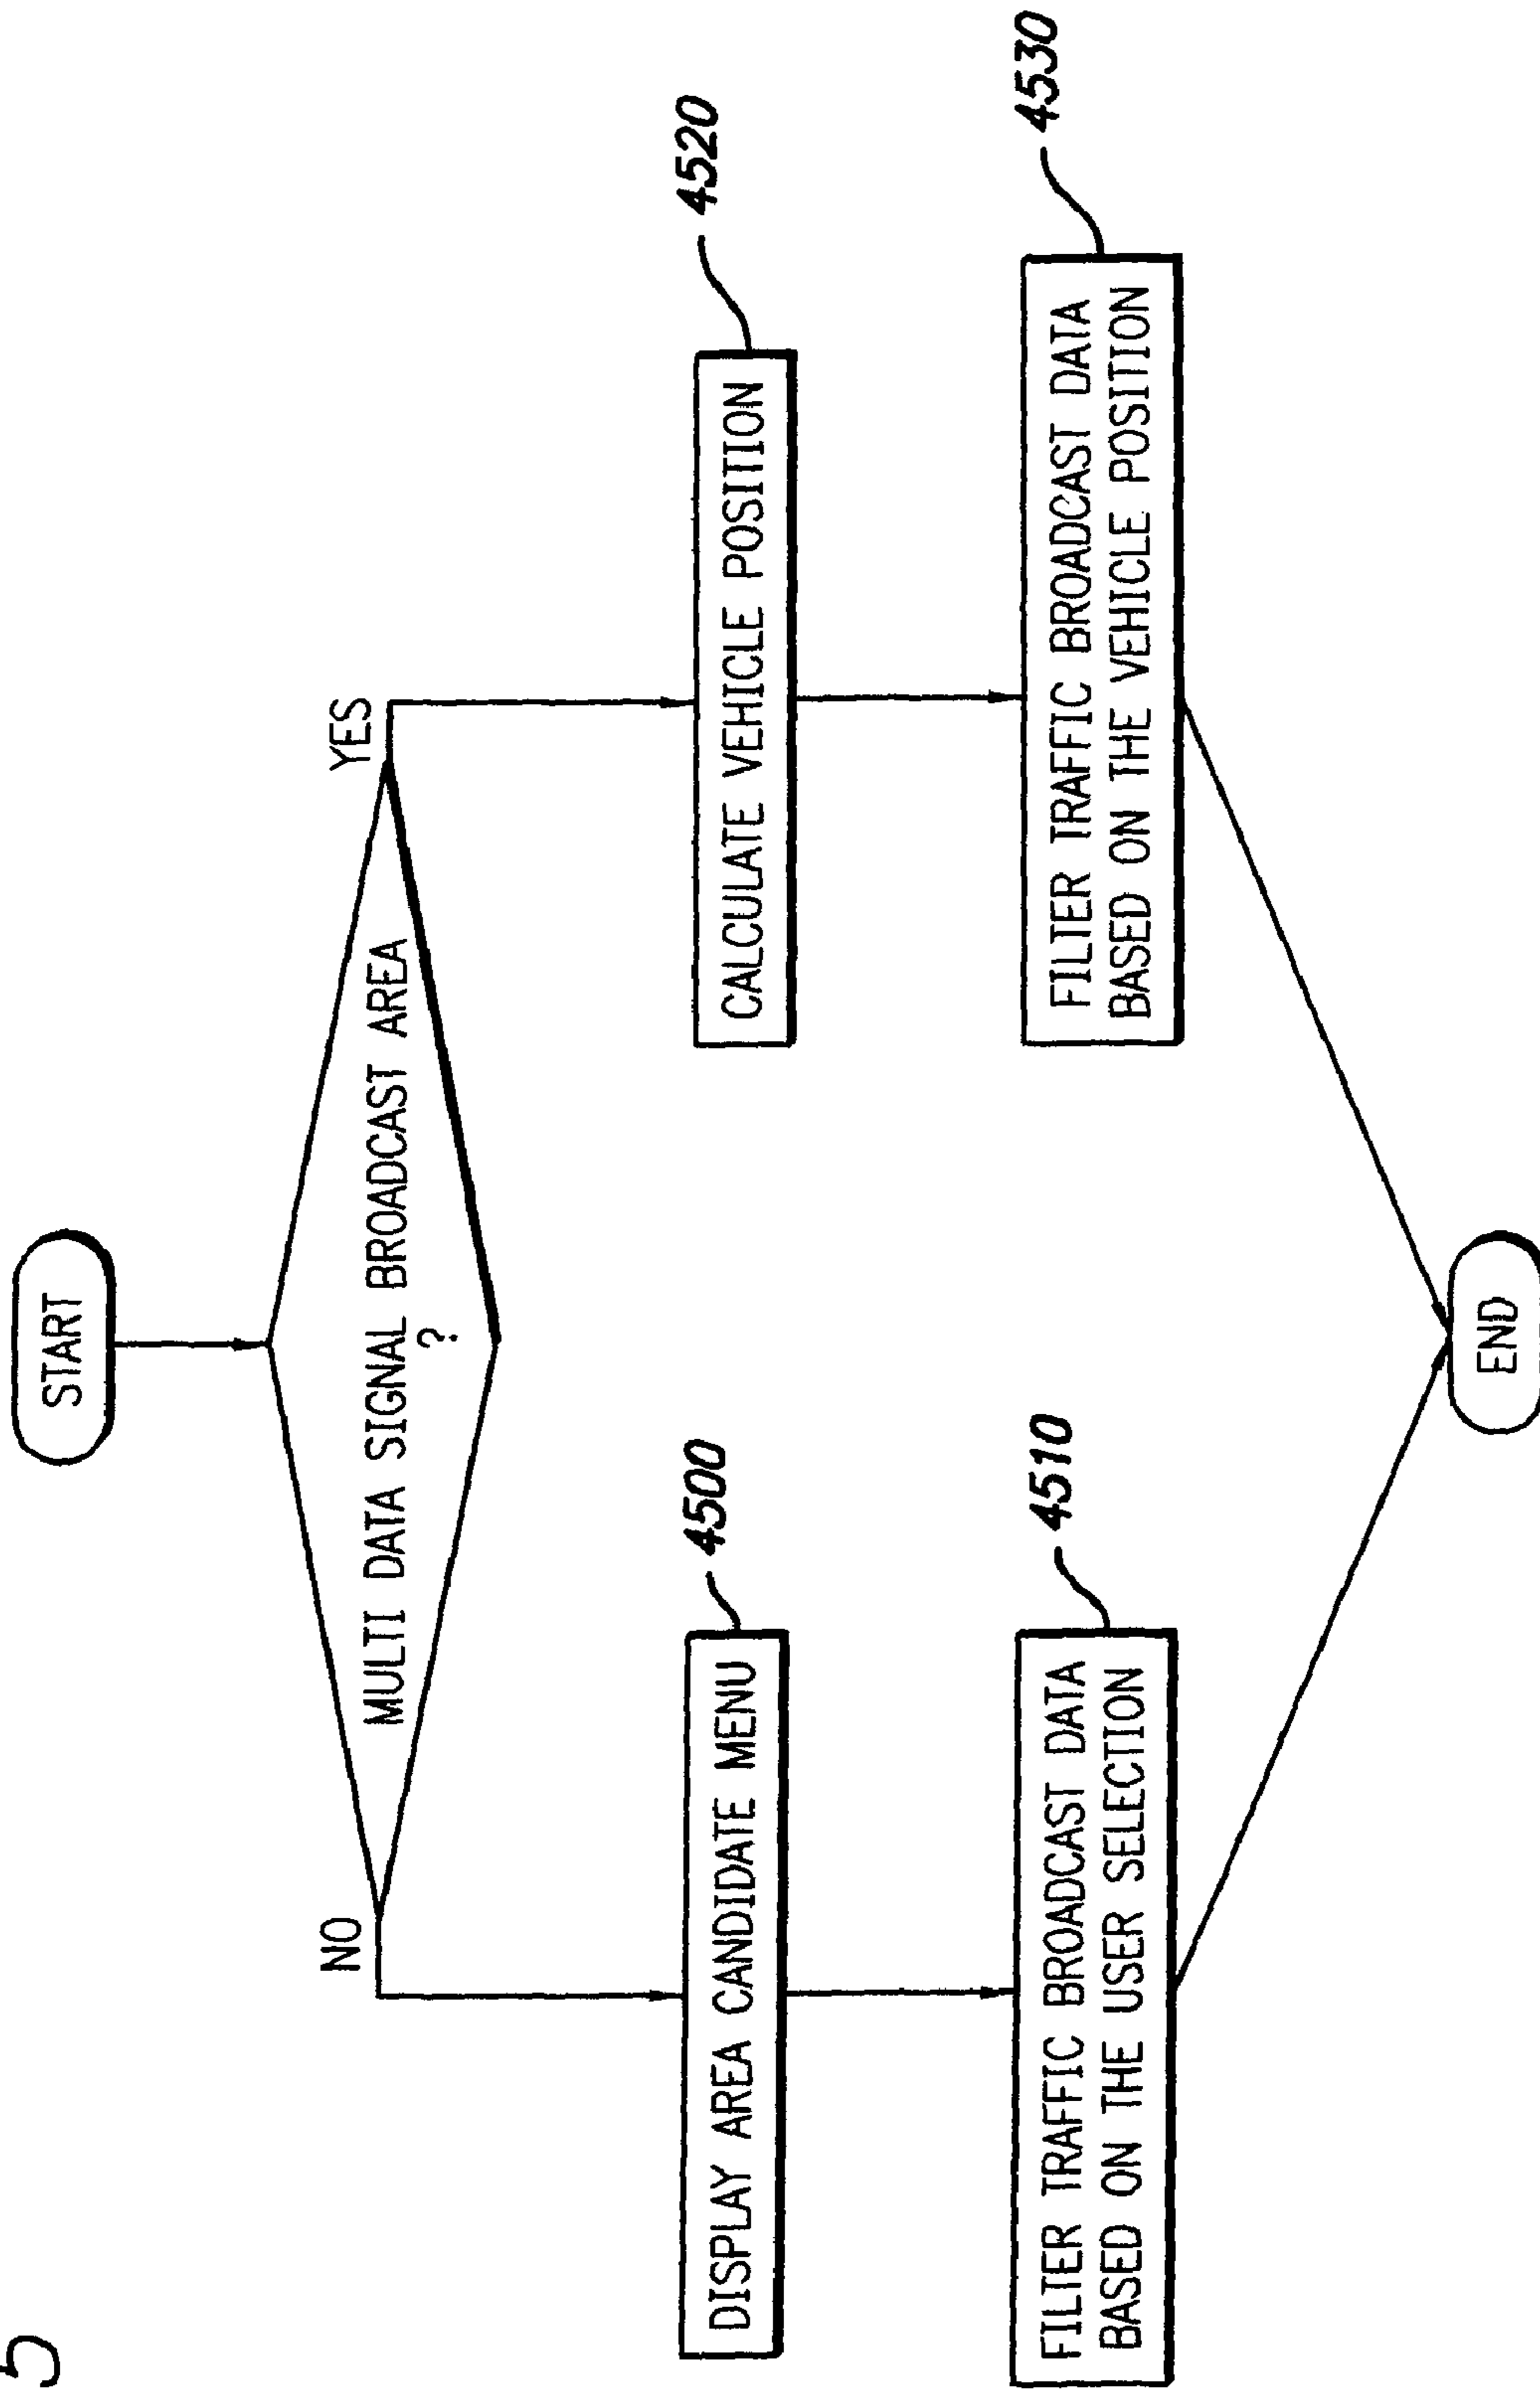 5
START
MULTI DATA SIGNAL BROADCAST AREA
?
NO
YES
DISPLAY AREA CANDIDATE MENU
4500
CALCULATE VEHICLE POSITION
4520
FILTER TRAFFIC BROADCAST DATA
BASED ON THE USER SELECTION
4510
FILTER TRAFFIC BROADCAST DATA
BASED ON THE VEHICLE POSITION
4530
END